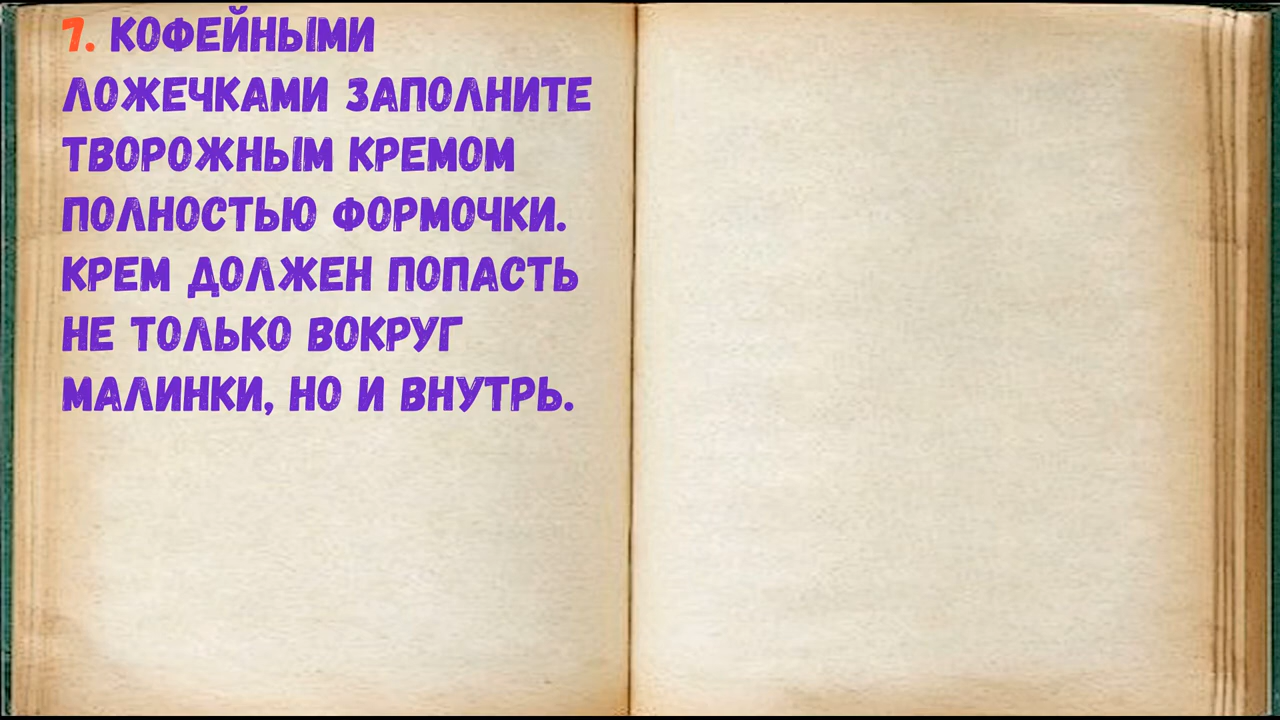 7. КОФЕЙНЫМИ
ЛОЖЕЧКАМИ ЗАПОЛНИТЕ
ТВОРОЖНЫМ КРЕМОМ
ПОЛНОСТЬЮ ФОРМОЧКИ.
КРЕМ ДОЛЖЕН ПОПАСТЬ
НЕ ТОЛЬКО ВОКРУГ
МАЛИНКИ, НО И ВНУТРЬ.